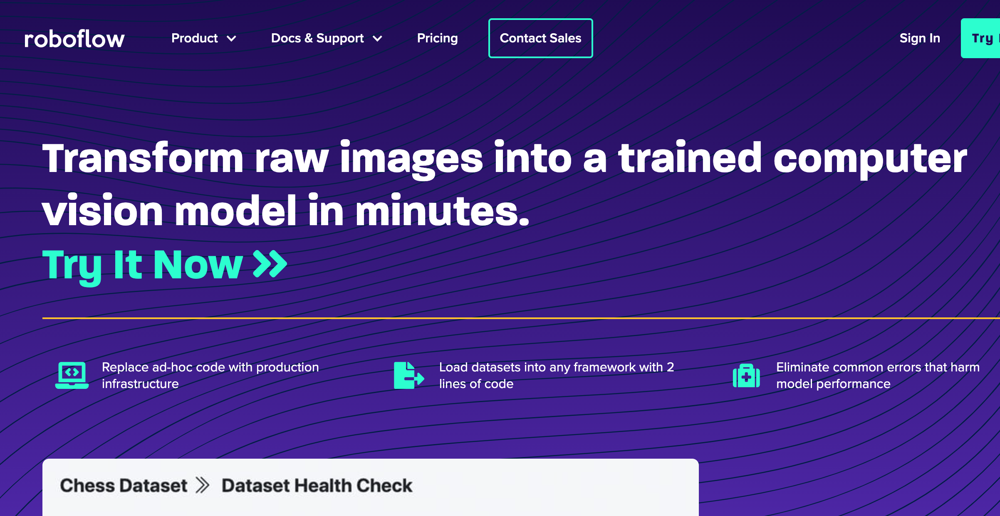 roboflow
Product
Docs & Support
Pricing
Contact Sales
Sign In
Try
Transform raw images into a trained computer
vision model in minutes.
Try It Now
Replace ad-hoc code with production
infrastructure
Load datasets into any framework with 2
lines of code
Eliminate common errors that harm
model performance
Chess Dataset
Dataset Health Check